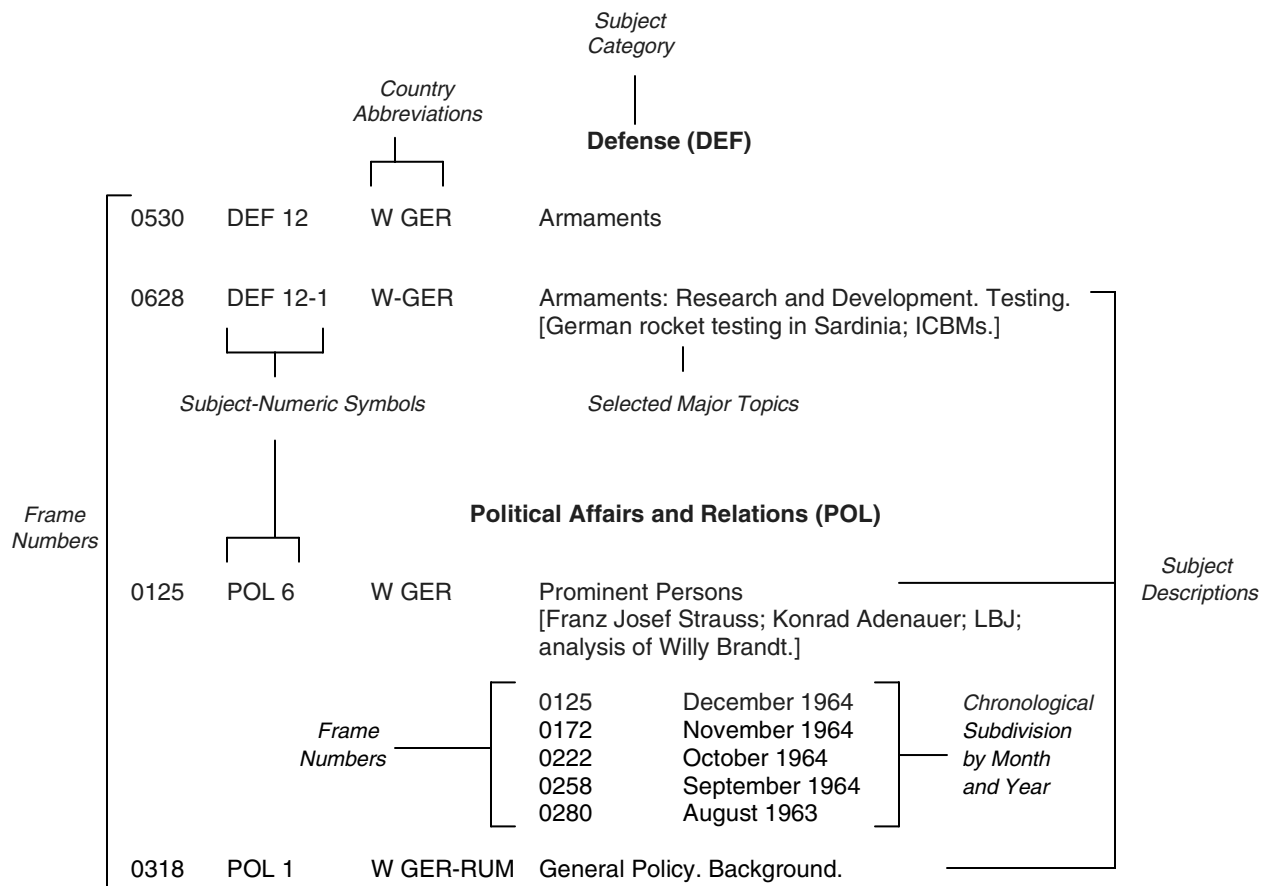 Subject
Category
Country
Abbreviations
Defense (DEF)
0530 DEF 12 W GER Armaments
0628 DEF 12-1 W-GER Armaments: Research and Development. Testing.
[German rocket testing in Sardinia; ICBMs.]
Subject-Numeric Symbols Selected Major Topics
Frame
Numbers
Political Affairs and Relations (POL)
Subject
Descriptions
0125 POL 6 W GER Prominent Persons
[Franz Josef Strauss; Konrad Adenauer; LBJ;
analysis of Willy Brandt.]
Frame
Numbers
0125 December 1964
0172 November 1964
0222 October 1964
0258 September 1964
0280 August 1963
Chronological
Subdivision
by Month
and Year
0318 POL 1 W GER-RUM General Policy. Background.